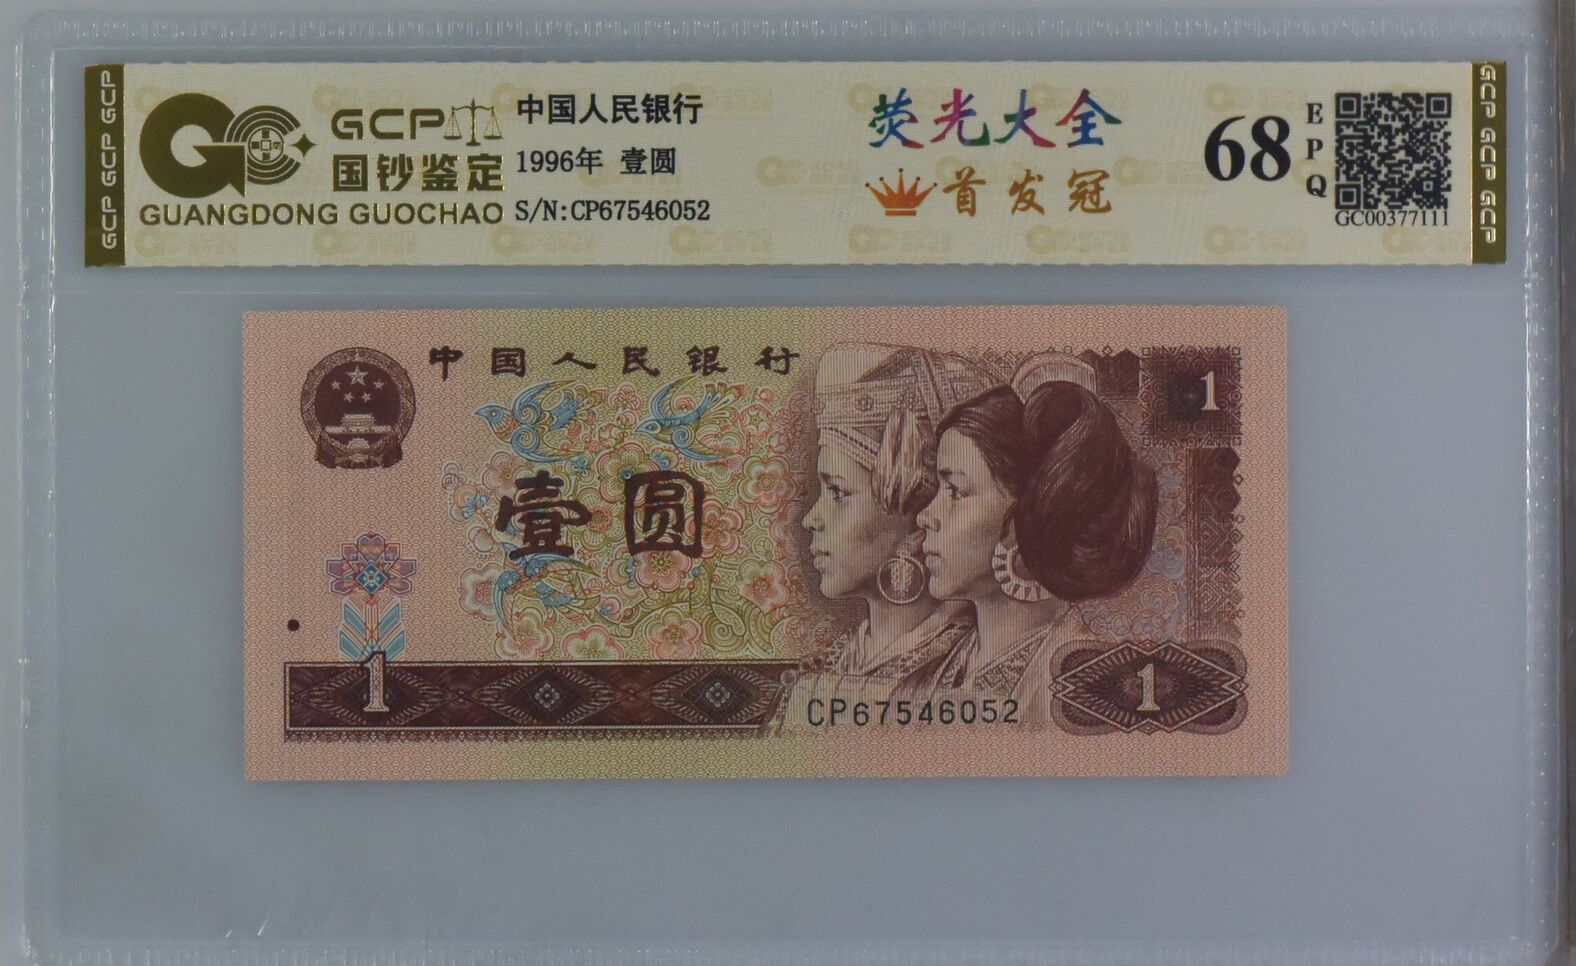 GCP GCP GCP
GCP
国钞鉴定
GUANGDONG GUOCHAO
中国人民银行
1996年 壹圆
S/N:CP67546052
荧光大全
首发冠
68
EPQ
GC00377111
GCP GCP GCP
中国人民银行
1
壹圆
1
CP67546052
1